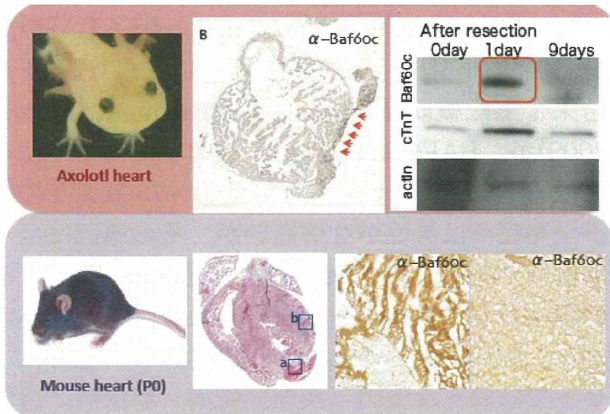 Axolotl heart
B
α-Baf60c
After resection
0day 1day 9days
Baf60c
cTnT
actin
Mouse heart (P0)
b
a
α-Baf60c
α-Baf60c